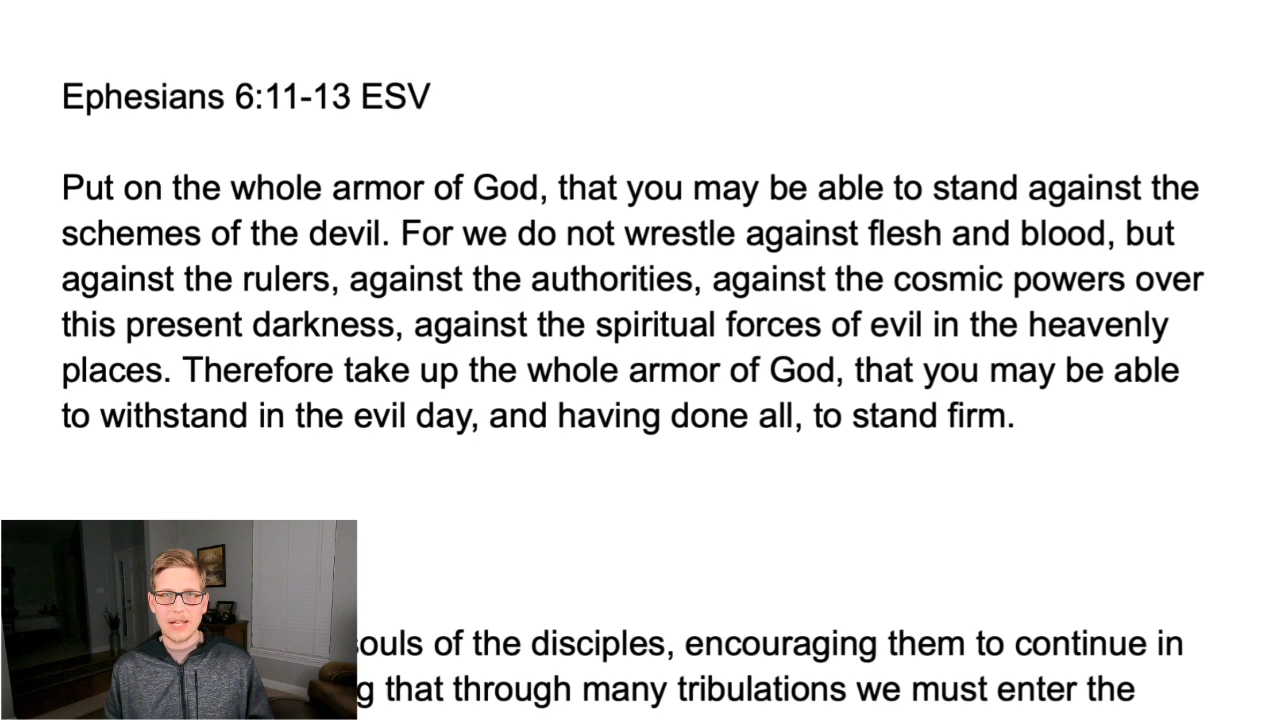 Ephesians 6:11-13 ESV
Put on the whole armor of God, that you may be able to stand against the
schemes of the devil. For we do not wrestle against flesh and blood, but
against the rulers, against the authorities, against the cosmic powers over
this present darkness, against the spiritual forces of evil in the heavenly
places. Therefore take up the whole armor of God, that you may be able
to withstand in the evil day, and having done all, to stand firm.
souls of the disciples, encouraging them to continue in
that through many tribulations we must enter the